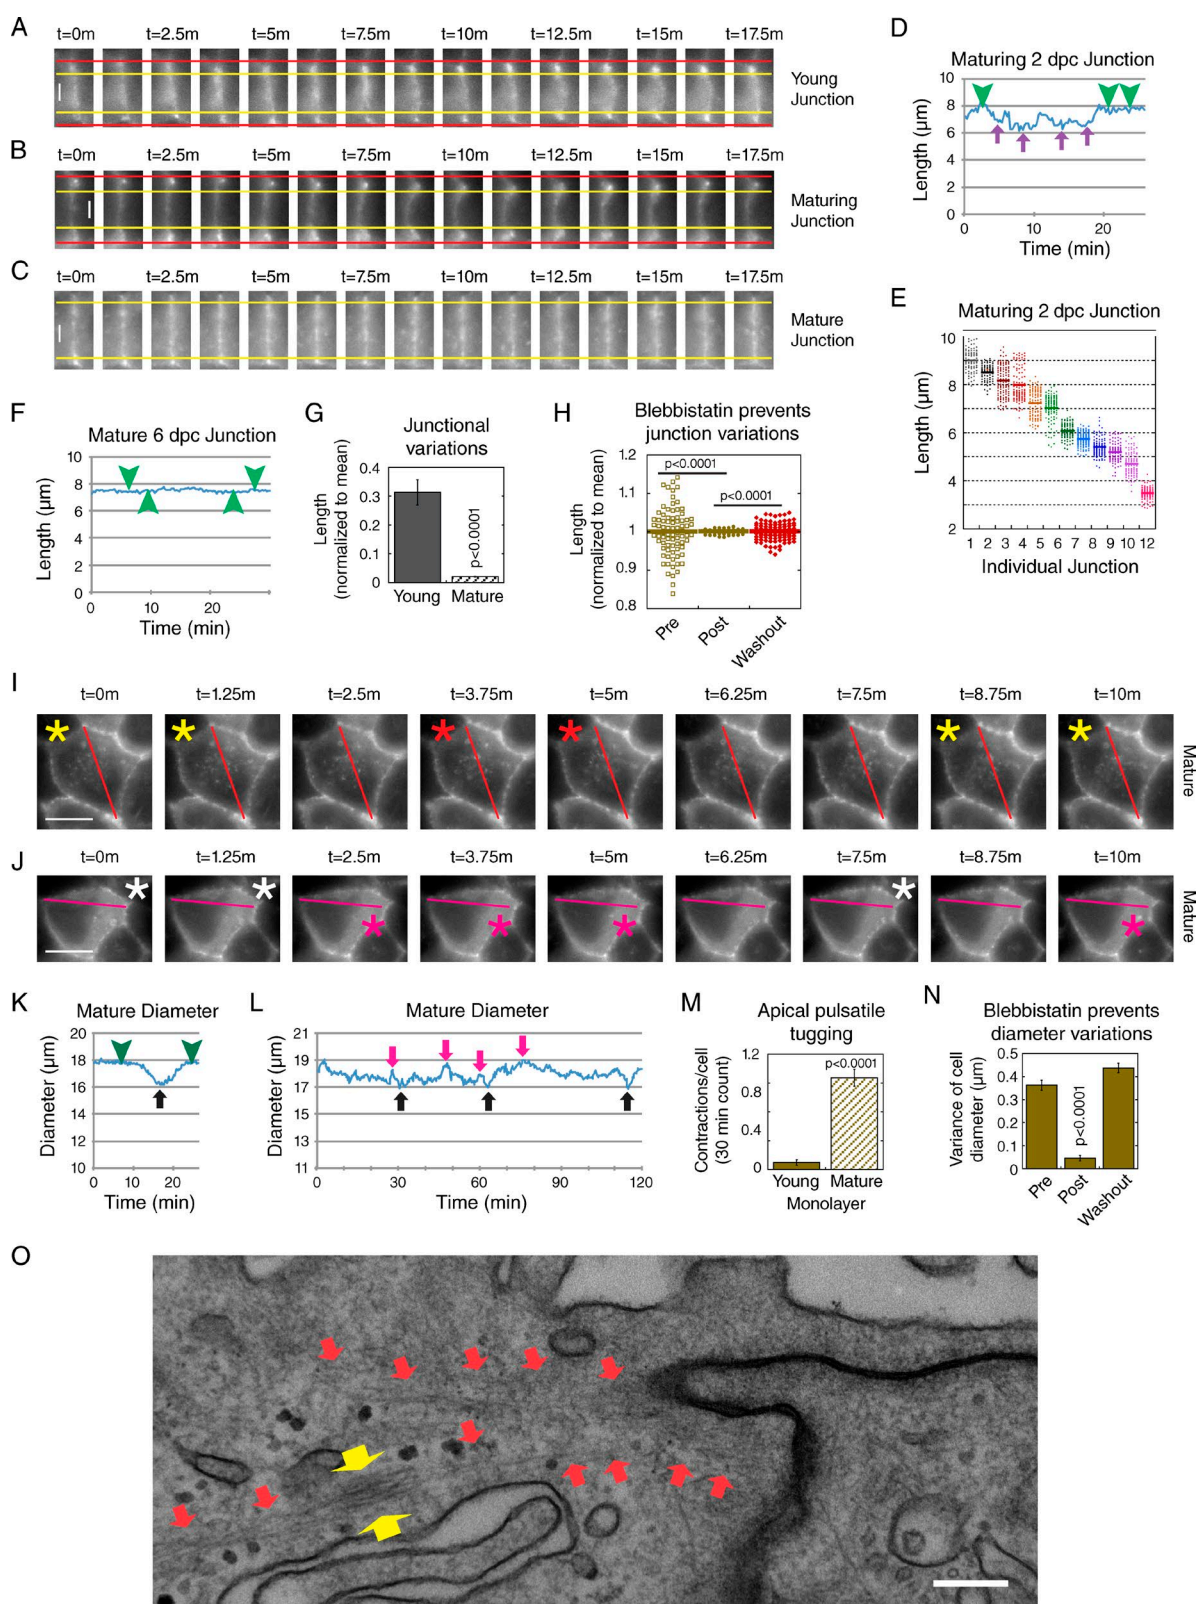 A
t=0m t=2.5m t=5m t=7.5m t=10m t=12.5m t=15m t=17.5m
Young
Junction
B
t=0m t=2.5m t=5m t=7.5m t=10m t=12.5m t=15m t=17.5m
Maturing
Junction
C
t=0m t=2.5m t=5m t=7.5m t=10m t=12.5m t=15m t=17.5m
Mature
Junction
D
Maturing 2 dpc Junction
Length (µm)
10
8
6
4
2
0
0 10 20
Time (min)
E
Maturing 2 dpc Junction
Length (µm)
10
8
6
4
2
1 2 3 4 5 6 7 8 9 10 12
Individual Junction
F
Mature 6 dpc Junction
Length (µm)
10
8
6
4
2
0
0 10 20
Time (min)
G
Junctional
variations
Length
(normalized to mean)
0.4
0.3
0.2
0.1
0
p<0.0001
Young Mature
H
Blebbistatin prevents
junction variations
Length
(normalized to mean)
1.2
1.1
1
0.9
0.8
p<0.0001
p<0.0001
Pre Post Washout
I
t=0m t=1.25m t=2.5m t=3.75m t=5m t=6.25m t=7.5m t=8.75m t=10m
Mature
J
t=0m t=1.25m t=2.5m t=3.75m t=5m t=6.25m t=7.5m t=8.75m t=10m
Mature
K
Mature Diameter
Diameter (µm)
20
18
16
14
12
10
0 10 20
Time (min)
L
Mature Diameter
Diameter (µm)
21
19
17
15
13
11
0 30 60 90 120
Time (min)
M
Apical pulsatile
tugging
Contractions/cell
(30 min count)
1.2
0.8
0.4
0
p<0.0001
Young Mature
Monolayer
N
Blebbistatin prevents
diameter variations
Variance of cell
diameter (µm)
0.5
0.4
0.3
0.2
0.1
0
p<0.0001
Pre Post Washout
O